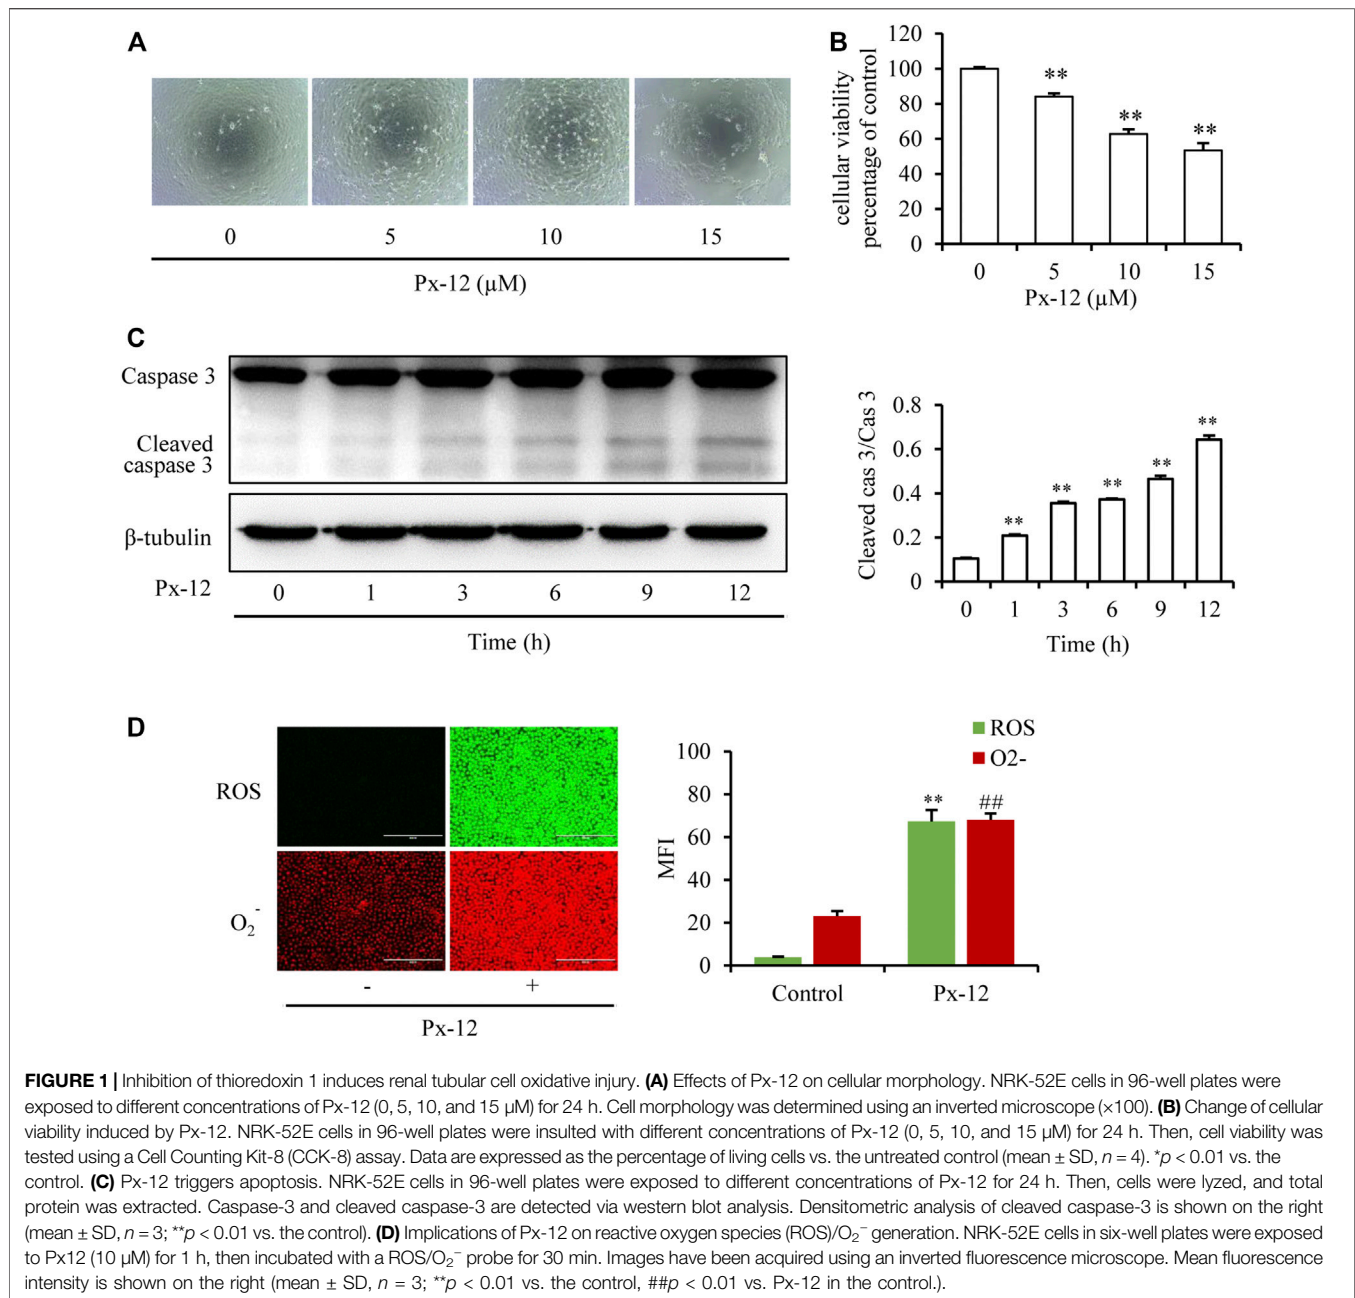 A
0 5 10 15
Px-12 (µM)
B
cellular viability
percentage of control
120
100
80
60
40
20
0
** ** **
0 5 10 15
Px-12 (µM)
C
Caspase 3
Cleaved
caspase 3
β-tubulin
Px-12 0 1 3 6 9 12
Time (h)
Cleaved cas 3/Cas 3
0.8
0.6
0.4
0.2
0
** ** ** ** **
0 1 3 6 9 12
Time (h)
D
ROS
O₂⁻
- +
Px-12
ROS
O2-
MFI
100
80
60
40
20
0
** ##
Control Px-12
FIGURE 1 | Inhibition of thioredoxin 1 induces renal tubular cell oxidative injury. (A) Effects of Px-12 on cellular morphology. NRK-52E cells in 96-well plates were
exposed to different concentrations of Px-12 (0, 5, 10, and 15 µM) for 24 h. Cell morphology was determined using an inverted microscope (×100). (B) Change of cellular
viability induced by Px-12. NRK-52E cells in 96-well plates were insulted with different concentrations of Px-12 (0, 5, 10, and 15 µM) for 24 h. Then, cell viability was
tested using a Cell Counting Kit-8 (CCK-8) assay. Data are expressed as the percentage of living cells vs. the untreated control (mean ± SD, n = 4). *p < 0.01 vs. the
control. (C) Px-12 triggers apoptosis. NRK-52E cells in 96-well plates were exposed to different concentrations of Px-12 for 24 h. Then, cells were lyzed, and total
protein was extracted. Caspase-3 and cleaved caspase-3 are detected via western blot analysis. Densitometric analysis of cleaved caspase-3 is shown on the right
(mean ± SD, n = 3; **p < 0.01 vs. the control). (D) Implications of Px-12 on reactive oxygen species (ROS)/O₂⁻ generation. NRK-52E cells in six-well plates were exposed
to Px12 (10 µM) for 1 h, then incubated with a ROS/O₂⁻ probe for 30 min. Images have been acquired using an inverted fluorescence microscope. Mean fluorescence
intensity is shown on the right (mean ± SD, n = 3; **p < 0.01 vs. the control, ##p < 0.01 vs. Px-12 in the control.).